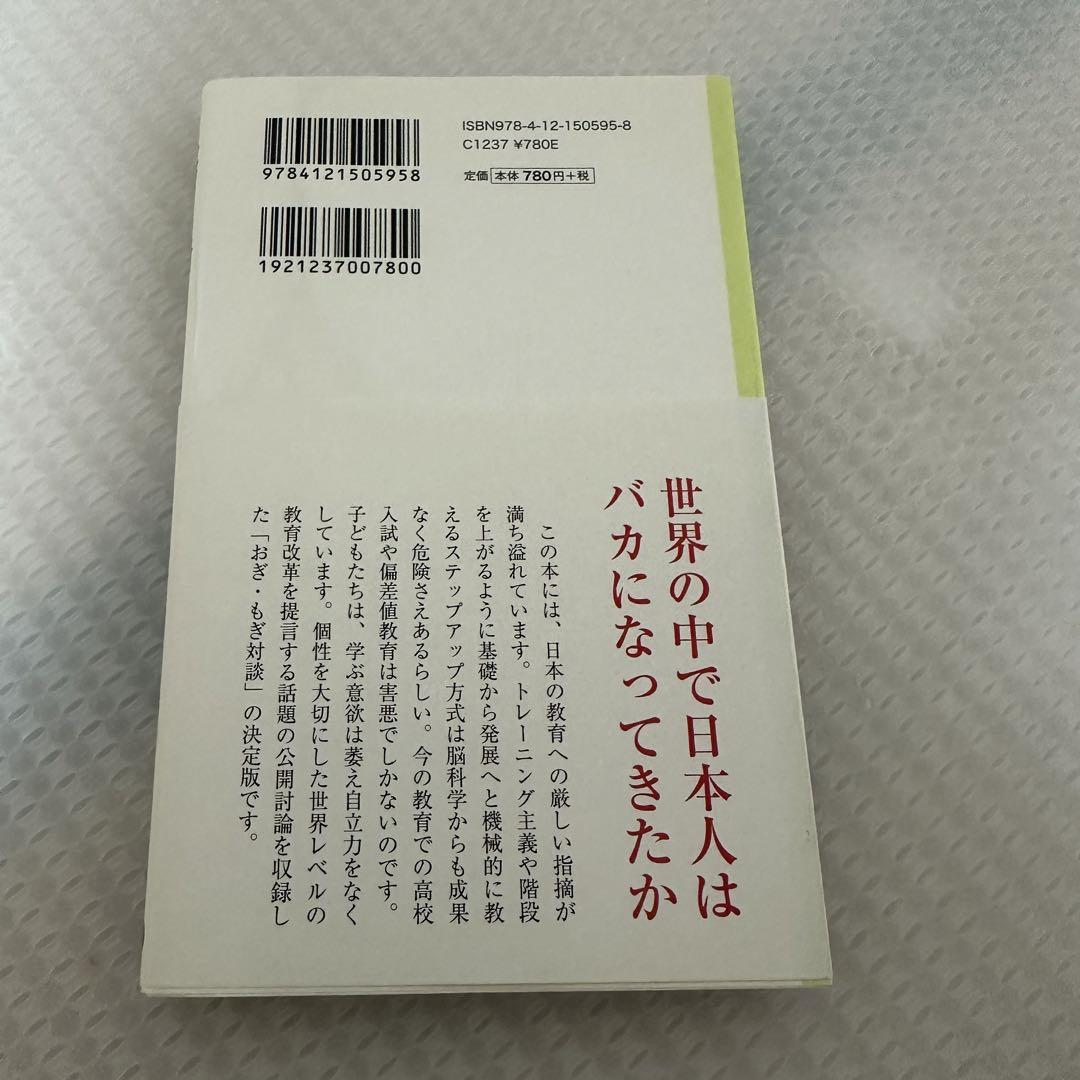 ISBN978-4-12-150595-8
C1237 ¥780E
定価 本体 780円+税
9784121505958
1921237007800
世界の中で日本人は
バカになってきたか
この本には、日本の教育への厳しい指摘が
満ち溢れています。トレーニング主義や階段
を上がるように基礎から発展へと機械的に教
えるステップアップ方式は脳科学からも成果
なく危険さえあるらしい。今の教育での高校
入試や偏差値教育は害悪でしかないのです。
子どもたちは、学ぶ意欲は萎え自立力をなく
しています。個性を大切にした世界レベルの
教育改革を提言する話題の公開討論を収録し
た「おぎ・もぎ対談」の決定版です。